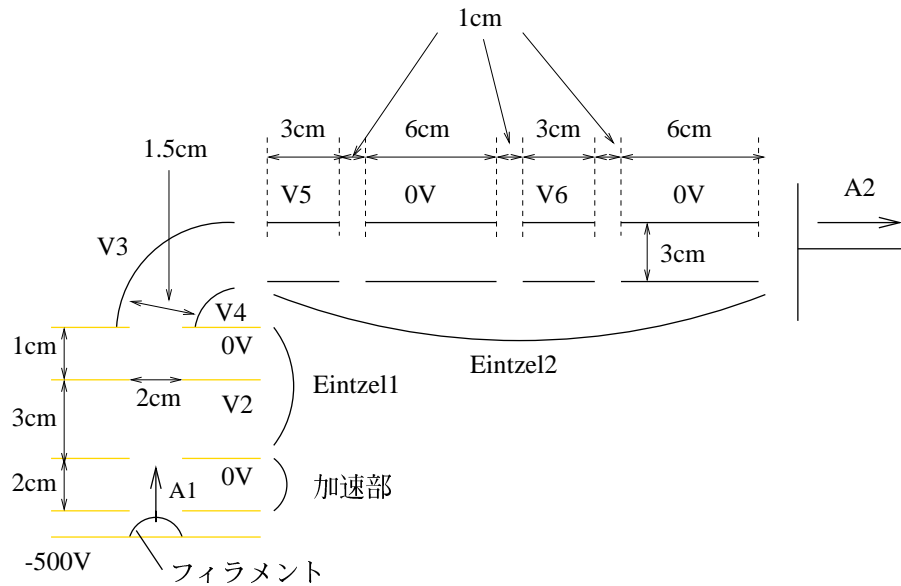 1cm
3cm
6cm
3cm
6cm
1.5cm
V5
0V
V6
0V
A2
V3
3cm
V4
1cm
0V
Eintzel2
Eintzel1
2cm
V2
3cm
0V
2cm
A1
加速部
-500V
フィラメント